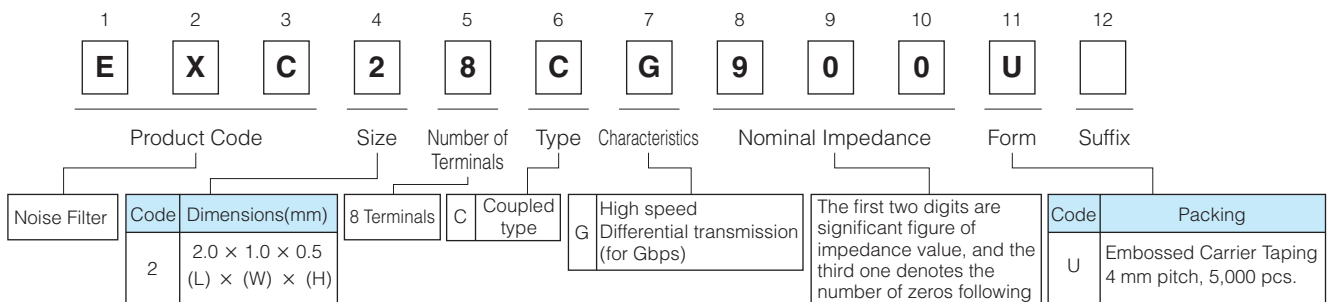 1 2 3 4 5 6 7 8 9 10 11 12
E X C 2 8 C G 9 0 0 U
Product Code Size Number of Terminals Type Characteristics Nominal Impedance Form Suffix
Noise Filter
Code Dimensions(mm)
2 2.0 × 1.0 × 0.5
(L) × (W) × (H)
8 Terminals
C Coupled
type
G High speed
Differential transmission
(for Gbps)
The first two digits are
significant figure of
impedance value, and the
third one denotes the
number of zeros following
Code Packing
U Embossed Carrier Taping
4 mm pitch, 5,000 pcs.